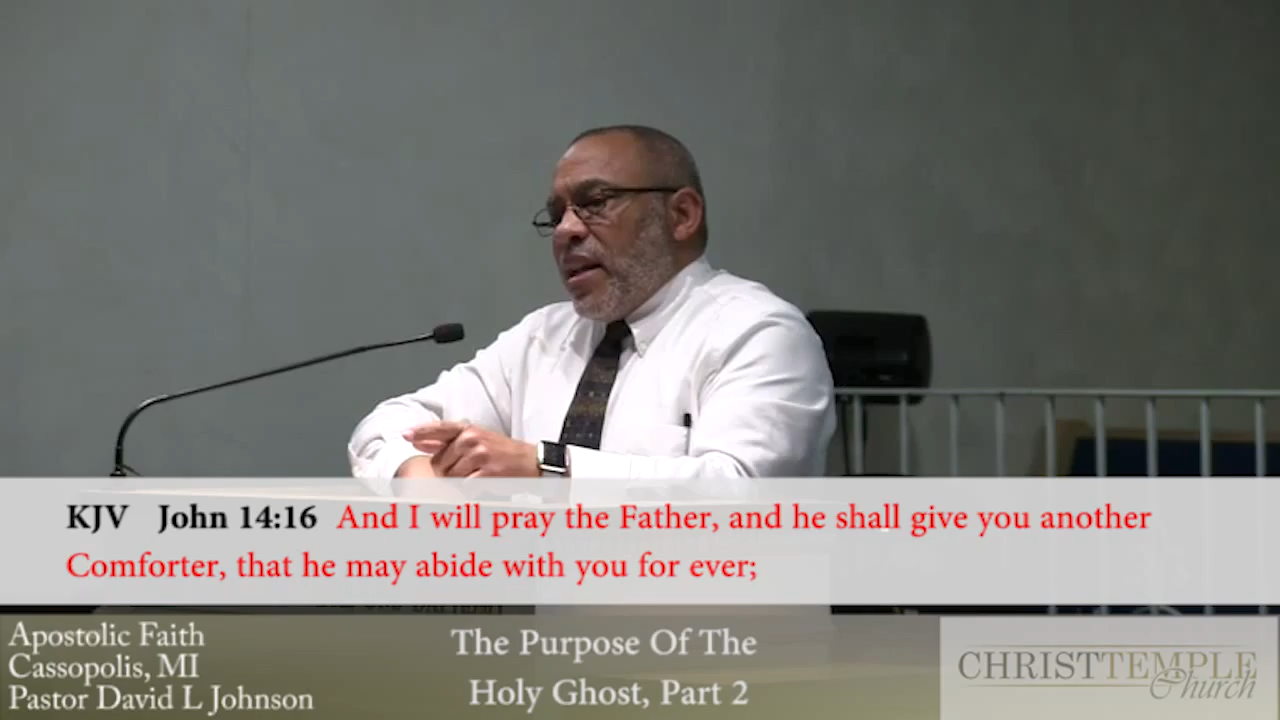 KJV John 14:16 And I will pray the Father, and he shall give you another
Comforter, that he may abide with you for ever;
Apostolic Faith
Cassopolis, MI
Pastor David L Johnson
The Purpose Of The
Holy Ghost, Part 2
CHRISTTEMPLE
Church